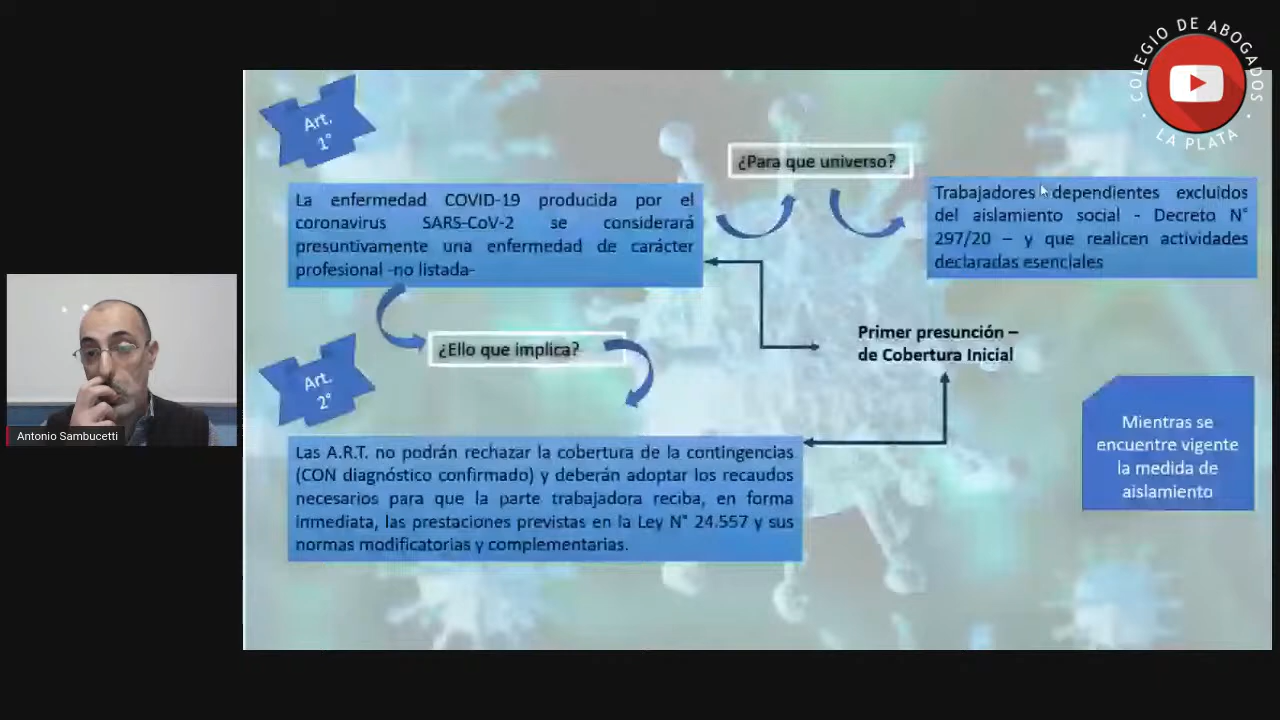 COLEGIO DE ABOGADOS
· LA PLATA ·
Art.
1°
¿Para que universo?
La enfermedad COVID-19 producida por el
coronavirus SARS-CoV-2 se considerará
presuntivamente una enfermedad de carácter
profesional -no listada-
Trabajadores dependientes excluidos
del aislamiento social - Decreto N°
297/20 – y que realicen actividades
declaradas esenciales
¿Ello que implica?
Primer presunción –
de Cobertura Inicial
Art.
2°
Las A.R.T. no podrán rechazar la cobertura de la contingencias
(CON diagnóstico confirmado) y deberán adoptar los recaudos
necesarios para que la parte trabajadora reciba, en forma
inmediata, las prestaciones previstas en la Ley N° 24.557 y sus
normas modificatorias y complementarias.
Mientras se
encuentre vigente
la medida de
aislamiento
Antonio Sambucetti